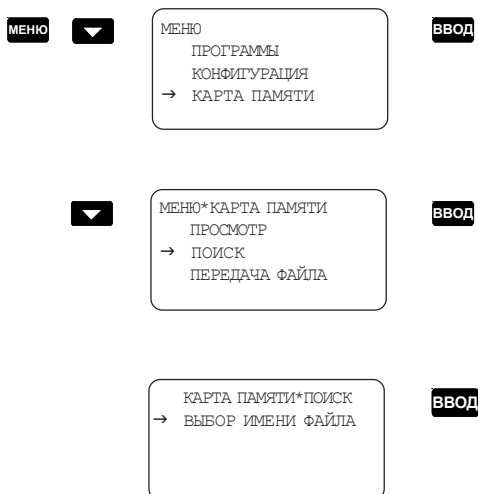 МЕНЮ
МЕНЮ
ВВОД
ПРОГРАММЫ
КОНФИГУРАЦИЯ
→ КАРТА ПАМЯТИ
МЕНЮ*КАРТА ПАМЯТИ
ВВОД
ПРОСМОТР
→ ПОИСК
ПЕРЕДАЧА ФАЙЛА
КАРТА ПАМЯТИ*ПОИСК
ВВОД
→ ВЫБОР ИМЕНИ ФАЙЛА